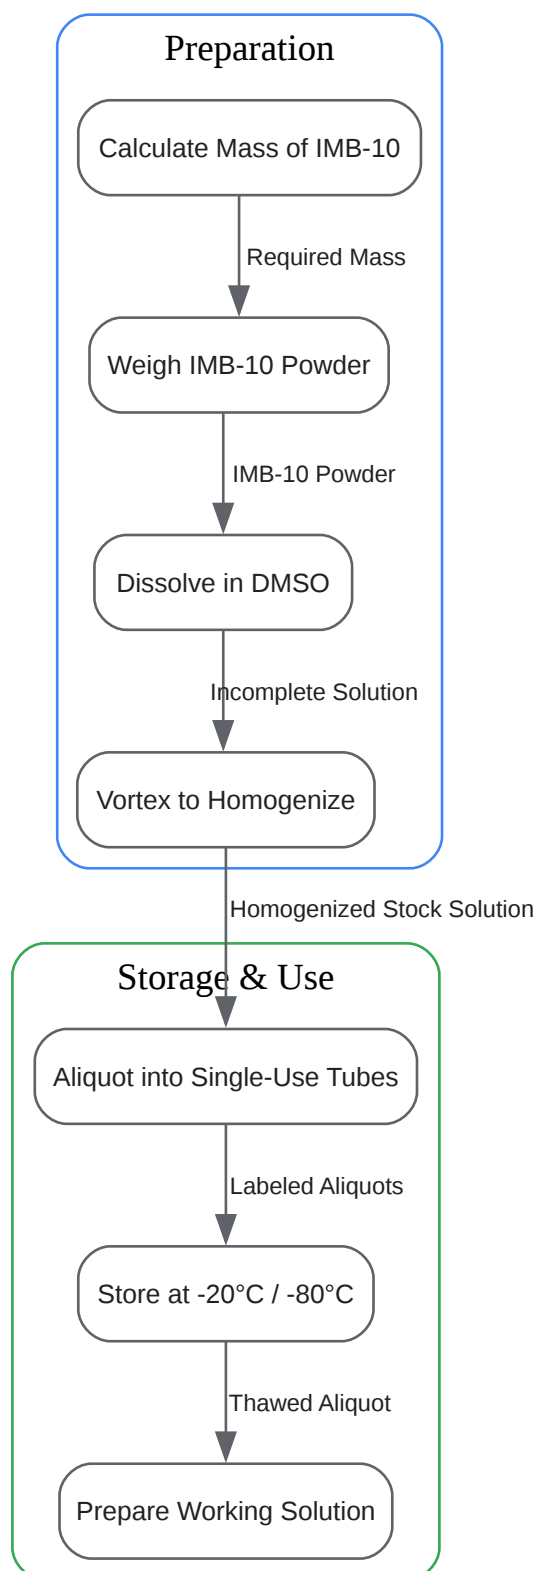 Preparation
Calculate Mass of IMB-10
Required Mass
Weigh IMB-10 Powder
IMB-10 Powder
Dissolve in DMSO
Incomplete Solution
Vortex to Homogenize
Homogenized Stock Solution
Storage & Use
Aliquot into Single-Use Tubes
Labeled Aliquots
Store at -20°C / -80°C
Thawed Aliquot
Prepare Working Solution